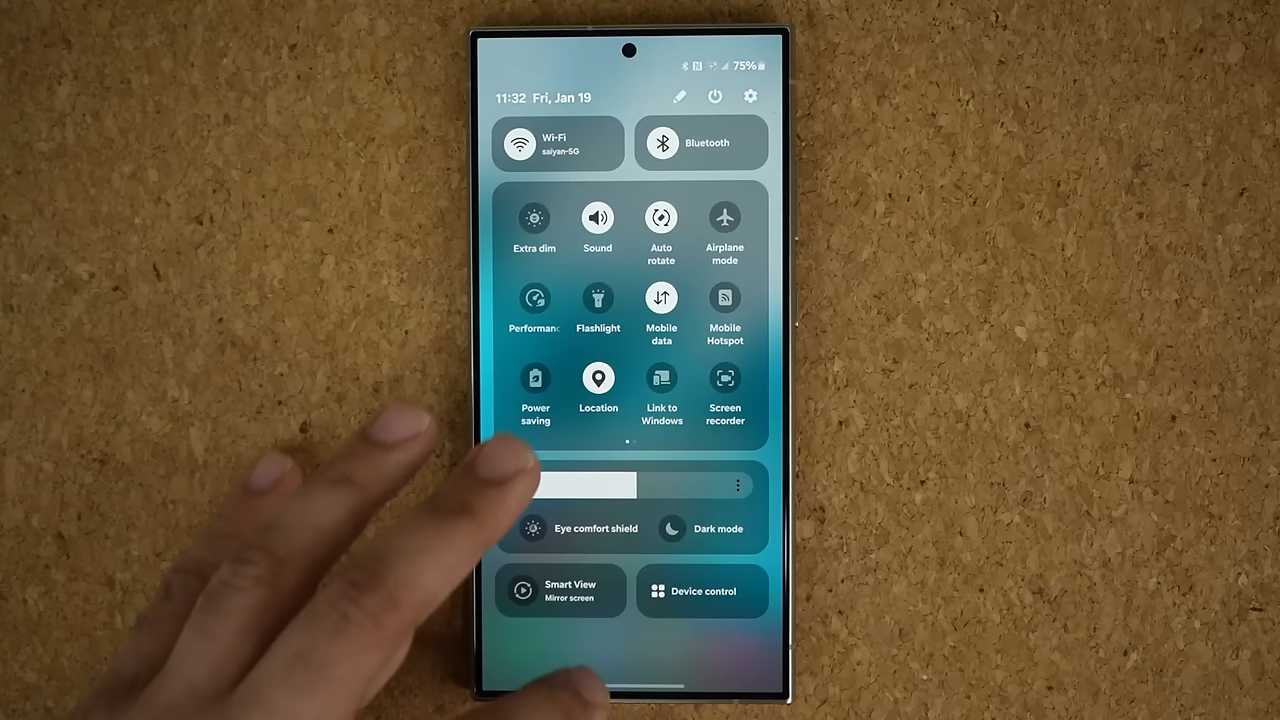 75%
11:32 Fri, Jan 19
Wi-Fi
saiyan-5G
Bluetooth
Extra dim
Sound
Auto
rotate
Airplane
mode
Performanc
Flashlight
Mobile
data
Mobile
Hotspot
Power
saving
Location
Link to
Windows
Screen
recorder
Eye comfort shield
Dark mode
Smart View
Mirror screen
Device control